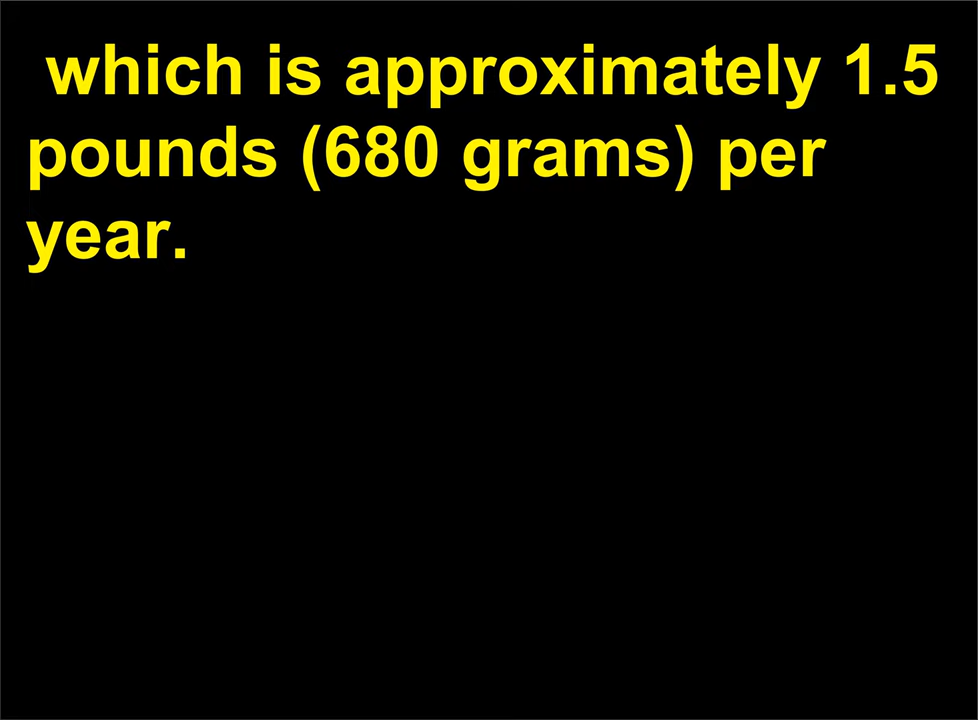 which is approximately 1.5
pounds (680 grams) per
year.